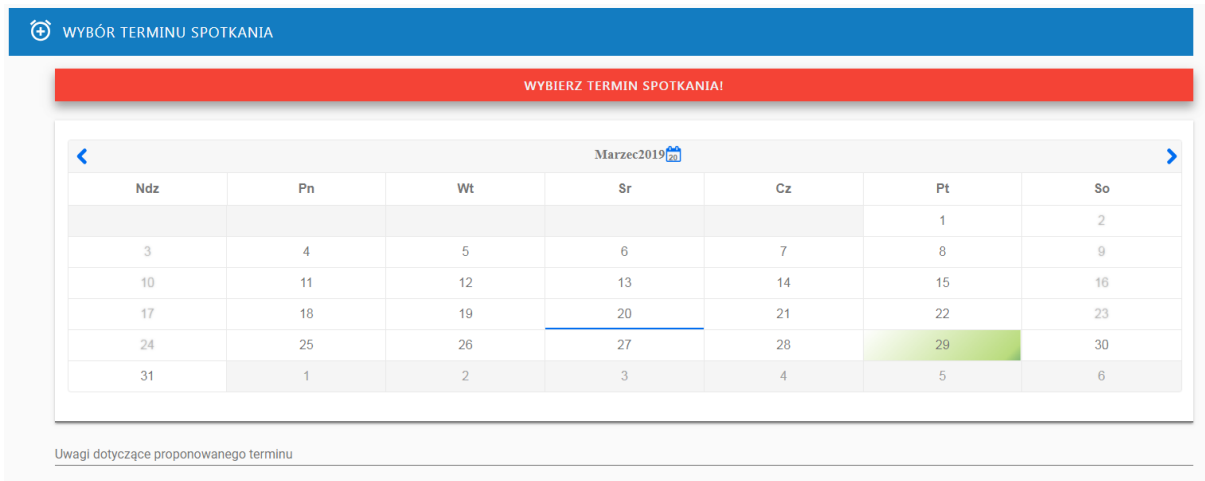 WYBÓR TERMINU SPOTKANIA
WYBIERZ TERMIN SPOTKANIA!
Marzec2019 20
Ndz Pn Wt Sr Cz Pt So
1 2
3 4 5 6 7 8 9
10 11 12 13 14 15 16
17 18 19 20 21 22 23
24 25 26 27 28 29 30
31 1 2 3 4 5 6
Uwagi dotyczące proponowanego terminu